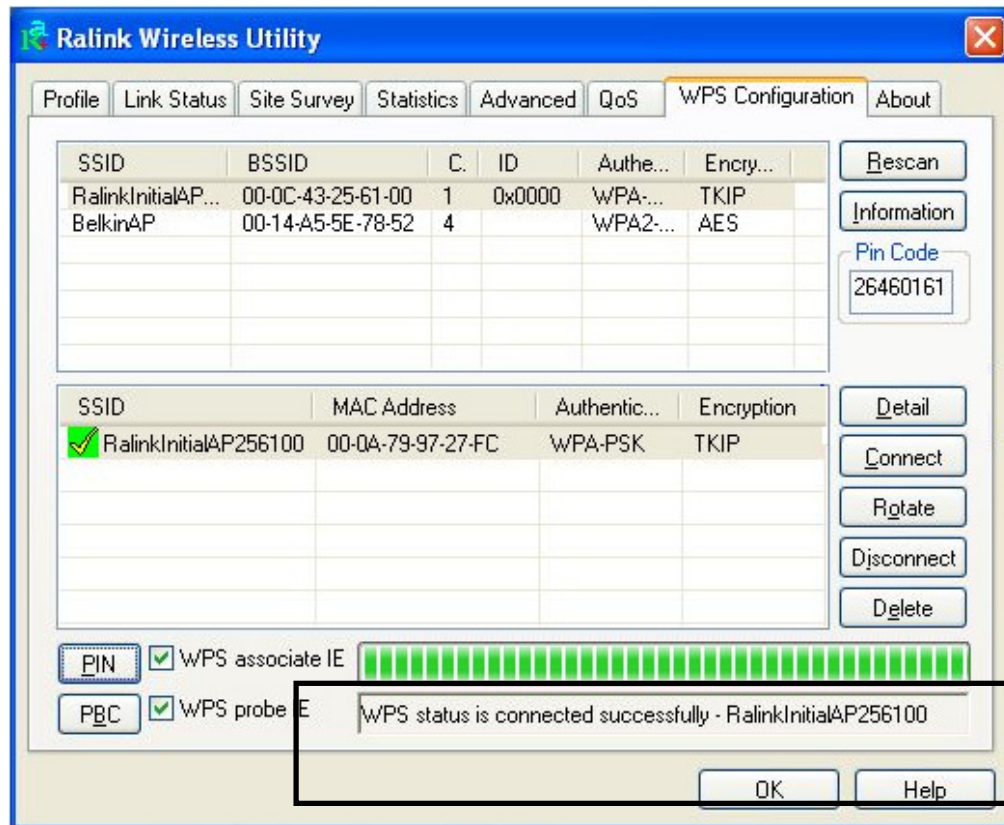 Ralink Wireless Utility
Profile Link Status Site Survey Statistics Advanced QoS WPS Configuration About
SSID BSSID C. ID Authe... Encry...
RalinkInitialAP... 00-0C-43-25-61-00 1 0x0000 WPA-... TKIP
BelkinAP 00-14-A5-5E-78-52 4 WPA2-... AES
Rescan
Information
Pin Code
26460161
SSID MAC Address Authentic... Encryption
RalinkInitialAP256100 00-0A-79-97-27-FC WPA-PSK TKIP
Detail
Connect
Rotate
Disconnect
Delete
PIN WPS associate IE
PBC WPS probe IE WPS status is connected successfully - RalinkInitialAP256100
OK Help